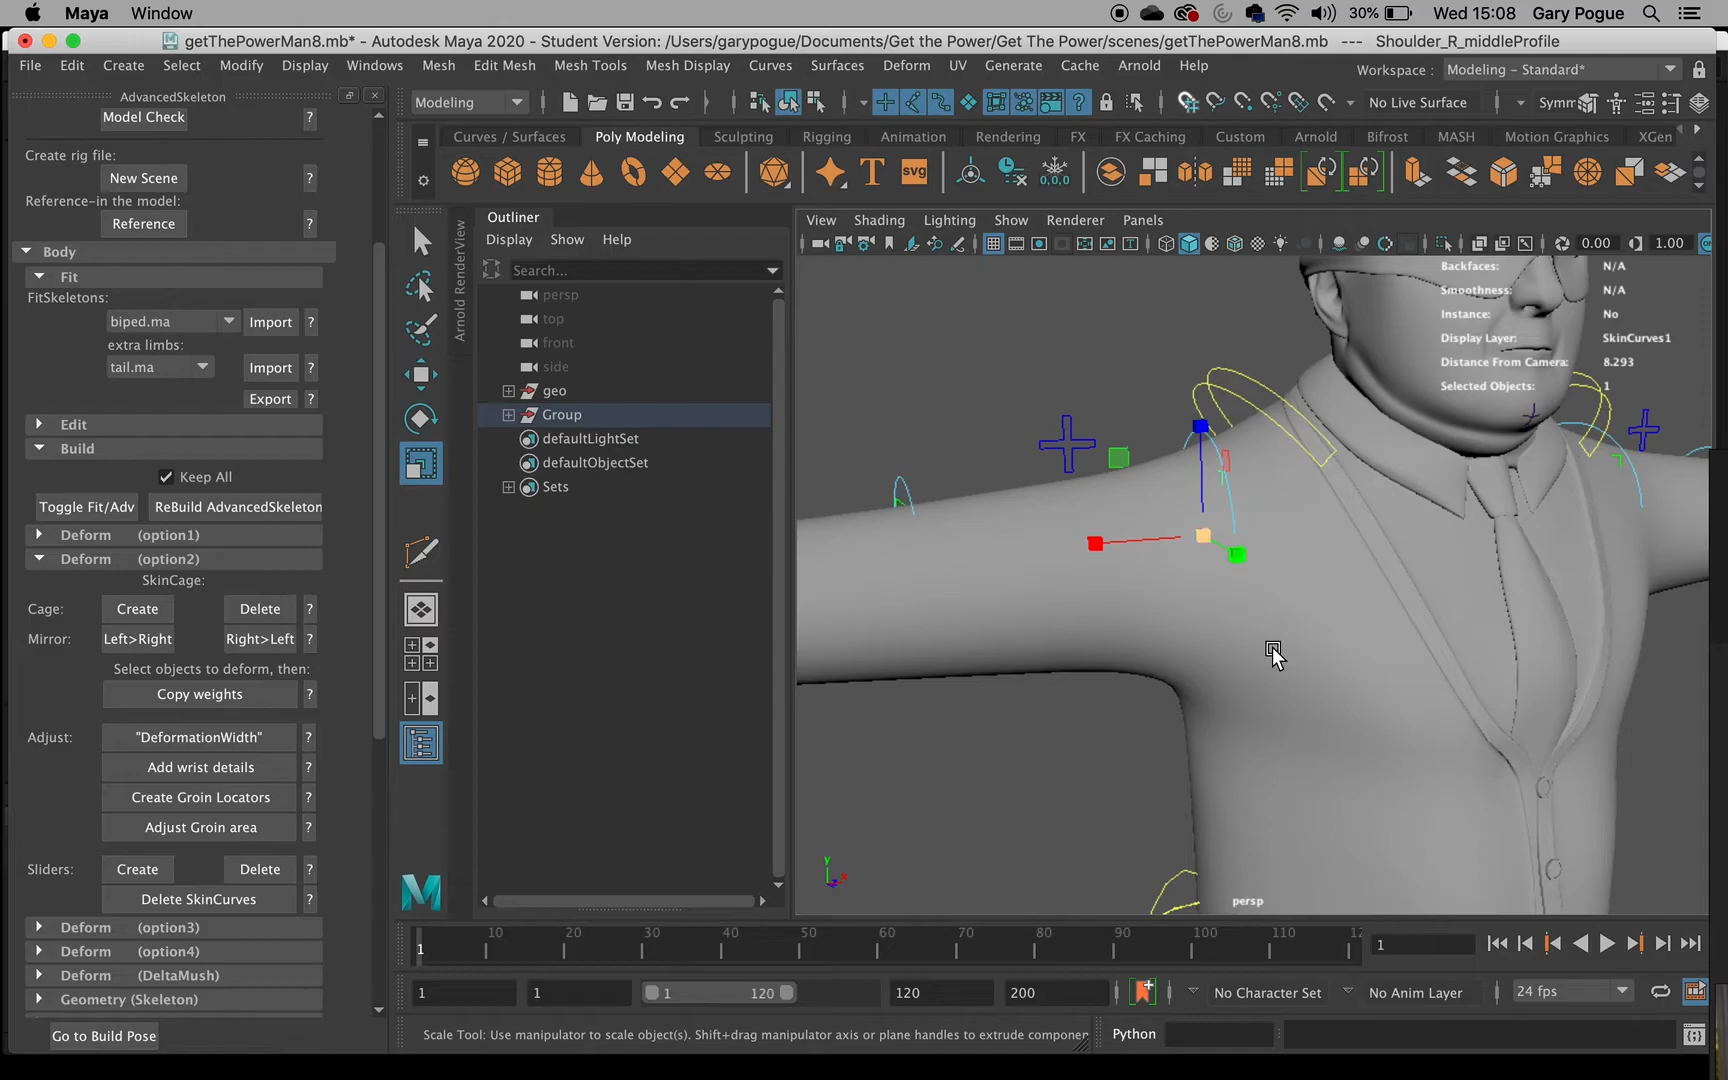 Maya Window 30% Wed 15:08 Gary Pogue
getThePowerMan8.mb* - Autodesk Maya 2020 - Student Version: /Users/garypogue/Documents/Get the Power/Get The Power/scenes/getThePowerMan8.mb --- Shoulder_R_middleProfile
File Edit Create Select Modify Display Windows Mesh Edit Mesh Mesh Tools Mesh Display Curves Surfaces Deform UV Generate Cache Arnold Help Workspace : Modeling - Standard*
Modeling No Live Surface Symm
Curves / Surfaces Poly Modeling Sculpting Rigging Animation Rendering FX FX Caching Custom Arnold Bifrost MASH Motion Graphics XGen
T svg 0,0,0
AdvancedSkeleton
Model Check ?
Create rig file:
New Scene ?
Reference-in the model:
Reference ?
Body
Fit
FitSkeletons:
biped.ma Import ?
extra limbs:
tail.ma Import ?
Export ?
Edit
Build
Keep All
Toggle Fit/Adv ReBuild AdvancedSkeleton
Deform (option1)
Deform (option2)
SkinCage:
Cage: Create Delete ?
Mirror: Left>Right Right>Left ?
Select objects to deform, then:
Copy weights ?
Adjust: "DeformationWidth" ?
Add wrist details ?
Create Groin Locators ?
Adjust Groin area ?
Sliders: Create Delete ?
Delete SkinCurves ?
Deform (option3)
Deform (option4)
Deform (DeltaMush)
Geometry (Skeleton)
Go to Build Pose
Arnold RenderView
Outliner
Display Show Help
Search...
persp
top
front
side
geo
Group
defaultLightSet
defaultObjectSet
Sets
View Shading Lighting Show Renderer Panels
0.00 1.00
Backfaces: N/A
Smoothness: N/A
Instance: No
Display Layer: SkinCurves1
Distance From Camera: 8.293
Selected Objects: 1
y
x
persp
1 10 20 30 40 50 60 70 80 90 100 110 12
1
1 1 1 120 120 200 No Character Set No Anim Layer 24 fps
Scale Tool: Use manipulator to scale object(s). Shift+drag manipulator axis or plane handles to extrude componen Python